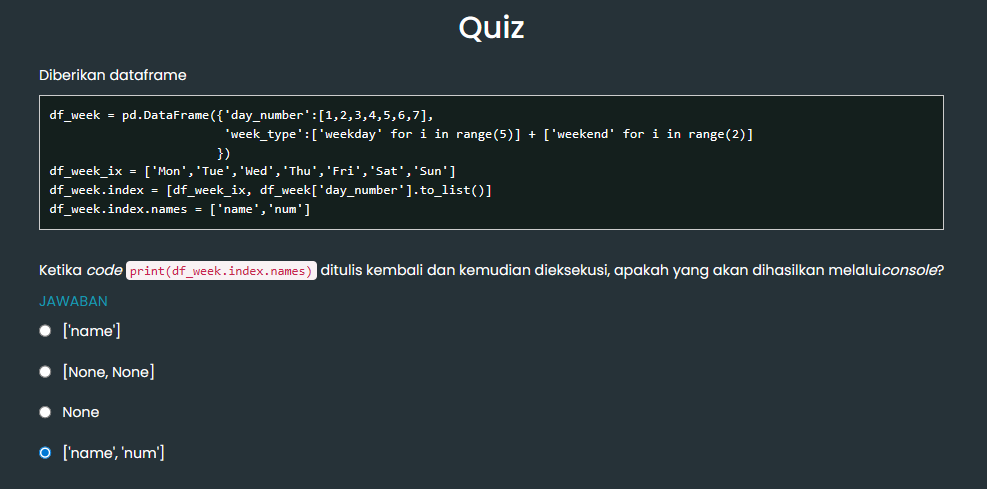 Quiz
Diberikan dataframe
df_week = pd.DataFrame({'day_number':[1,2,3,4,5,6,7],
'week_type':['weekday' for i in range(5)] + ['weekend' for i in range(2)]
})
df_week_ix = ['Mon','Tue','Wed','Thu','Fri','Sat','Sun']
df_week.index = [df_week_ix, df_week['day_number'].to_list()]
df_week.index.names = ['name','num']
Ketika code print(df_week.index.names) ditulis kembali dan kemudian dieksekusi, apakah yang akan dihasilkan melaluiconsole?
JAWABAN
['name']
[None, None]
None
['name', 'num']